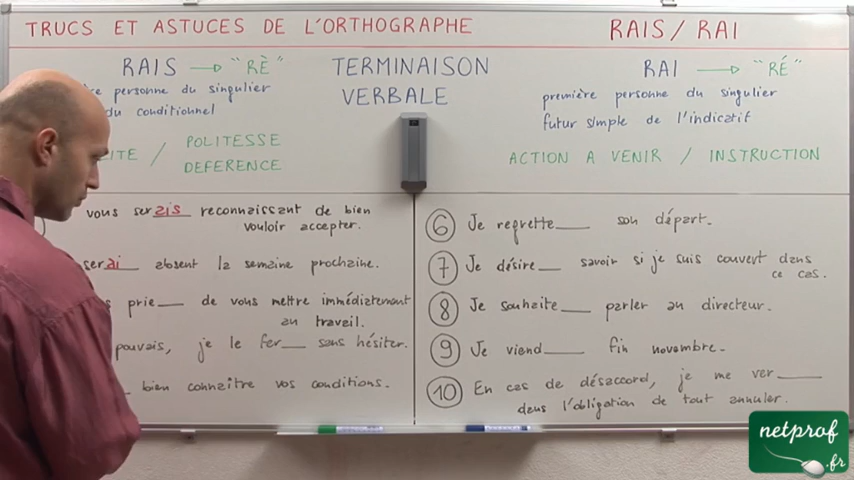 TRUCS ET ASTUCES DE L'ORTHOGRAPHE
RAIS / RAI
RAIS → "RÈ"
personne du singulier
du conditionnel
POLITESSE
/
DEFERENCE
TERMINAISON
VERBALE
RAI → "RÉ"
première personne du singulier
futur simple de l'indicatif
ACTION A VENIR / INSTRUCTION
vous serais reconnaissant de bien
vouloir accepter.
serai absent la semaine prochaine.
prie___ de vous mettre immédiatement
au travail.
pouvais, je le fer___ sans hésiter.
bien connaître vos conditions.
6 Je regrette___ son départ.
7 Je désire___ savoir si je suis couvert dans
ce cas.
8 Je souhaite___ parler au directeur.
9 Je viend___ fin novembre.
10 En cas de désaccord, je me ver___
dans l'obligation de tout annuler.
netprof
.fr